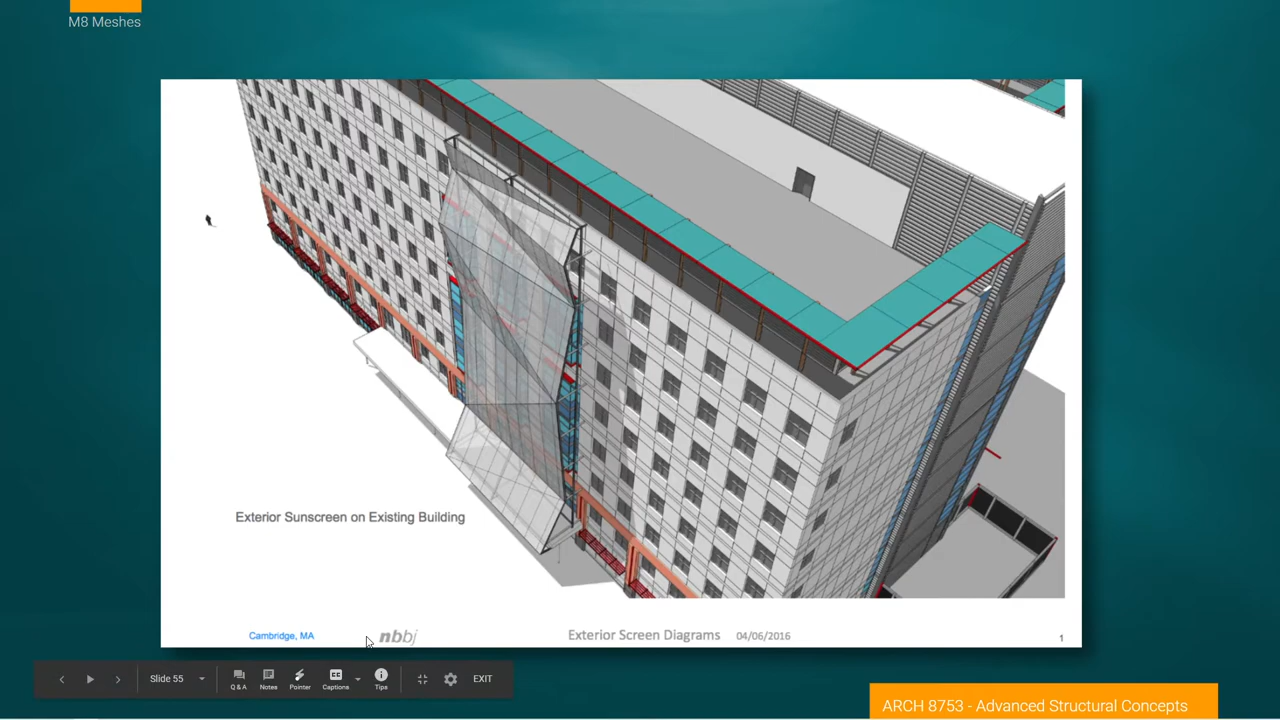 M8 Meshes
Exterior Sunscreen on Existing Building
Cambridge, MA
nbbj
Exterior Screen Diagrams
04/06/2016
1
Slide 55
Q & A
Notes
Pointer
Captions
Tips
EXIT
ARCH 8753 - Advanced Structural Concepts